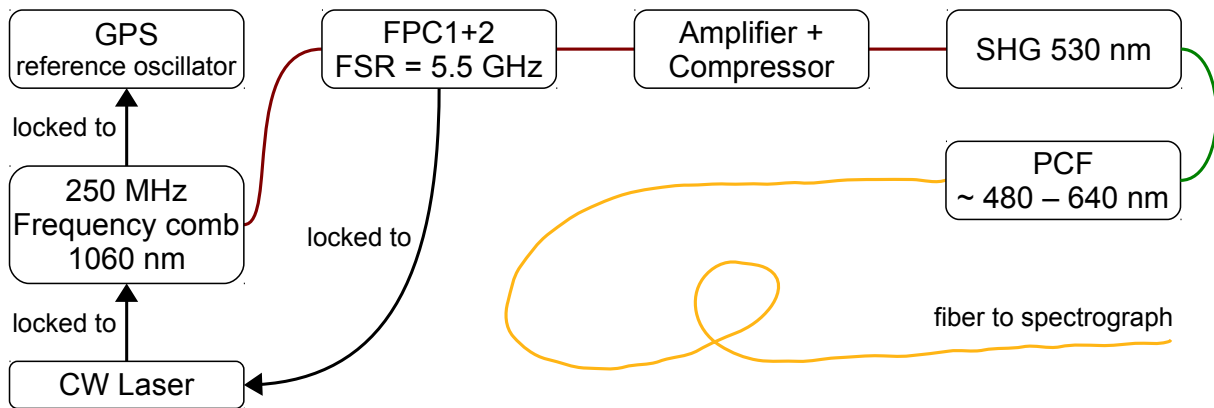 GPS
reference oscillator
FPC1+2
FSR = 5.5 GHz
Amplifier +
Compressor
SHG 530 nm
locked to
250 MHz
Frequency comb
1060 nm
locked to
PCF
~ 480 – 640 nm
locked to
CW Laser
fiber to spectrograph